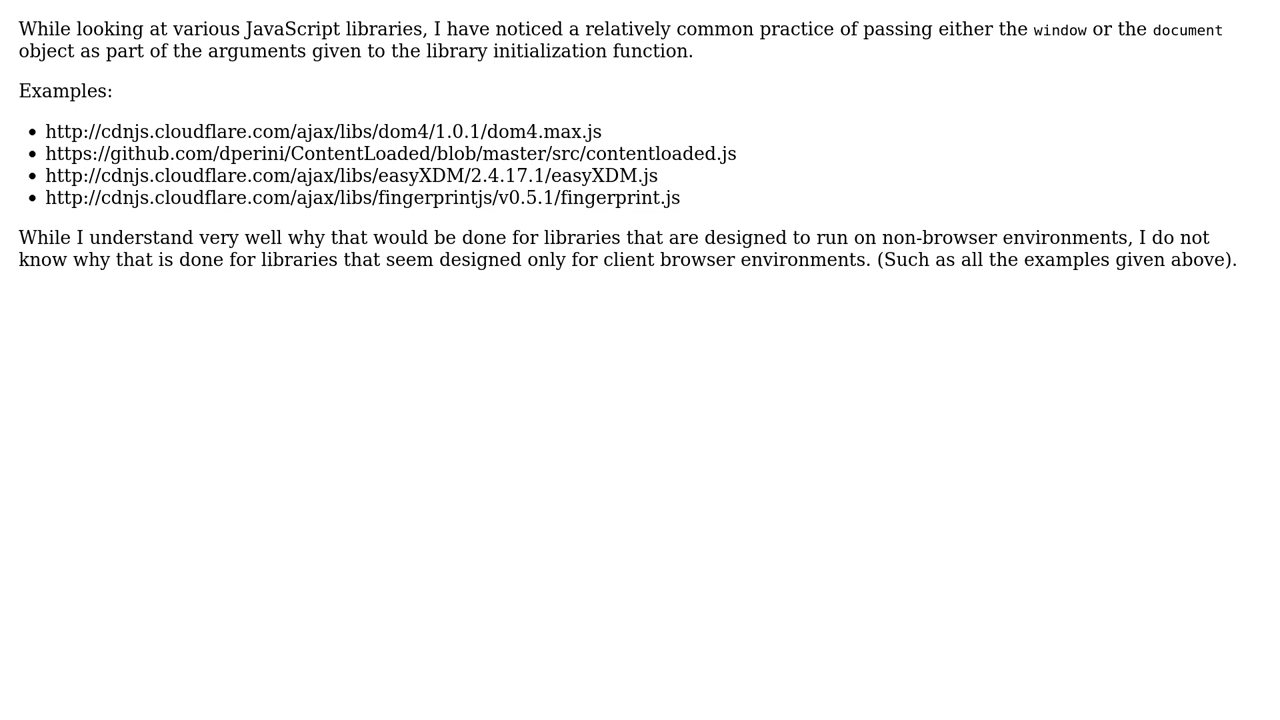 While looking at various JavaScript libraries, I have noticed a relatively common practice of passing either the window or the document
object as part of the arguments given to the library initialization function.
Examples:
• http://cdnjs.cloudflare.com/ajax/libs/dom4/1.0.1/dom4.max.js
• https://github.com/dperini/ContentLoaded/blob/master/src/contentloaded.js
• http://cdnjs.cloudflare.com/ajax/libs/easyXDM/2.4.17.1/easyXDM.js
• http://cdnjs.cloudflare.com/ajax/libs/fingerprintjs/v0.5.1/fingerprint.js
While I understand very well why that would be done for libraries that are designed to run on non-browser environments, I do not
know why that is done for libraries that seem designed only for client browser environments. (Such as all the examples given above).